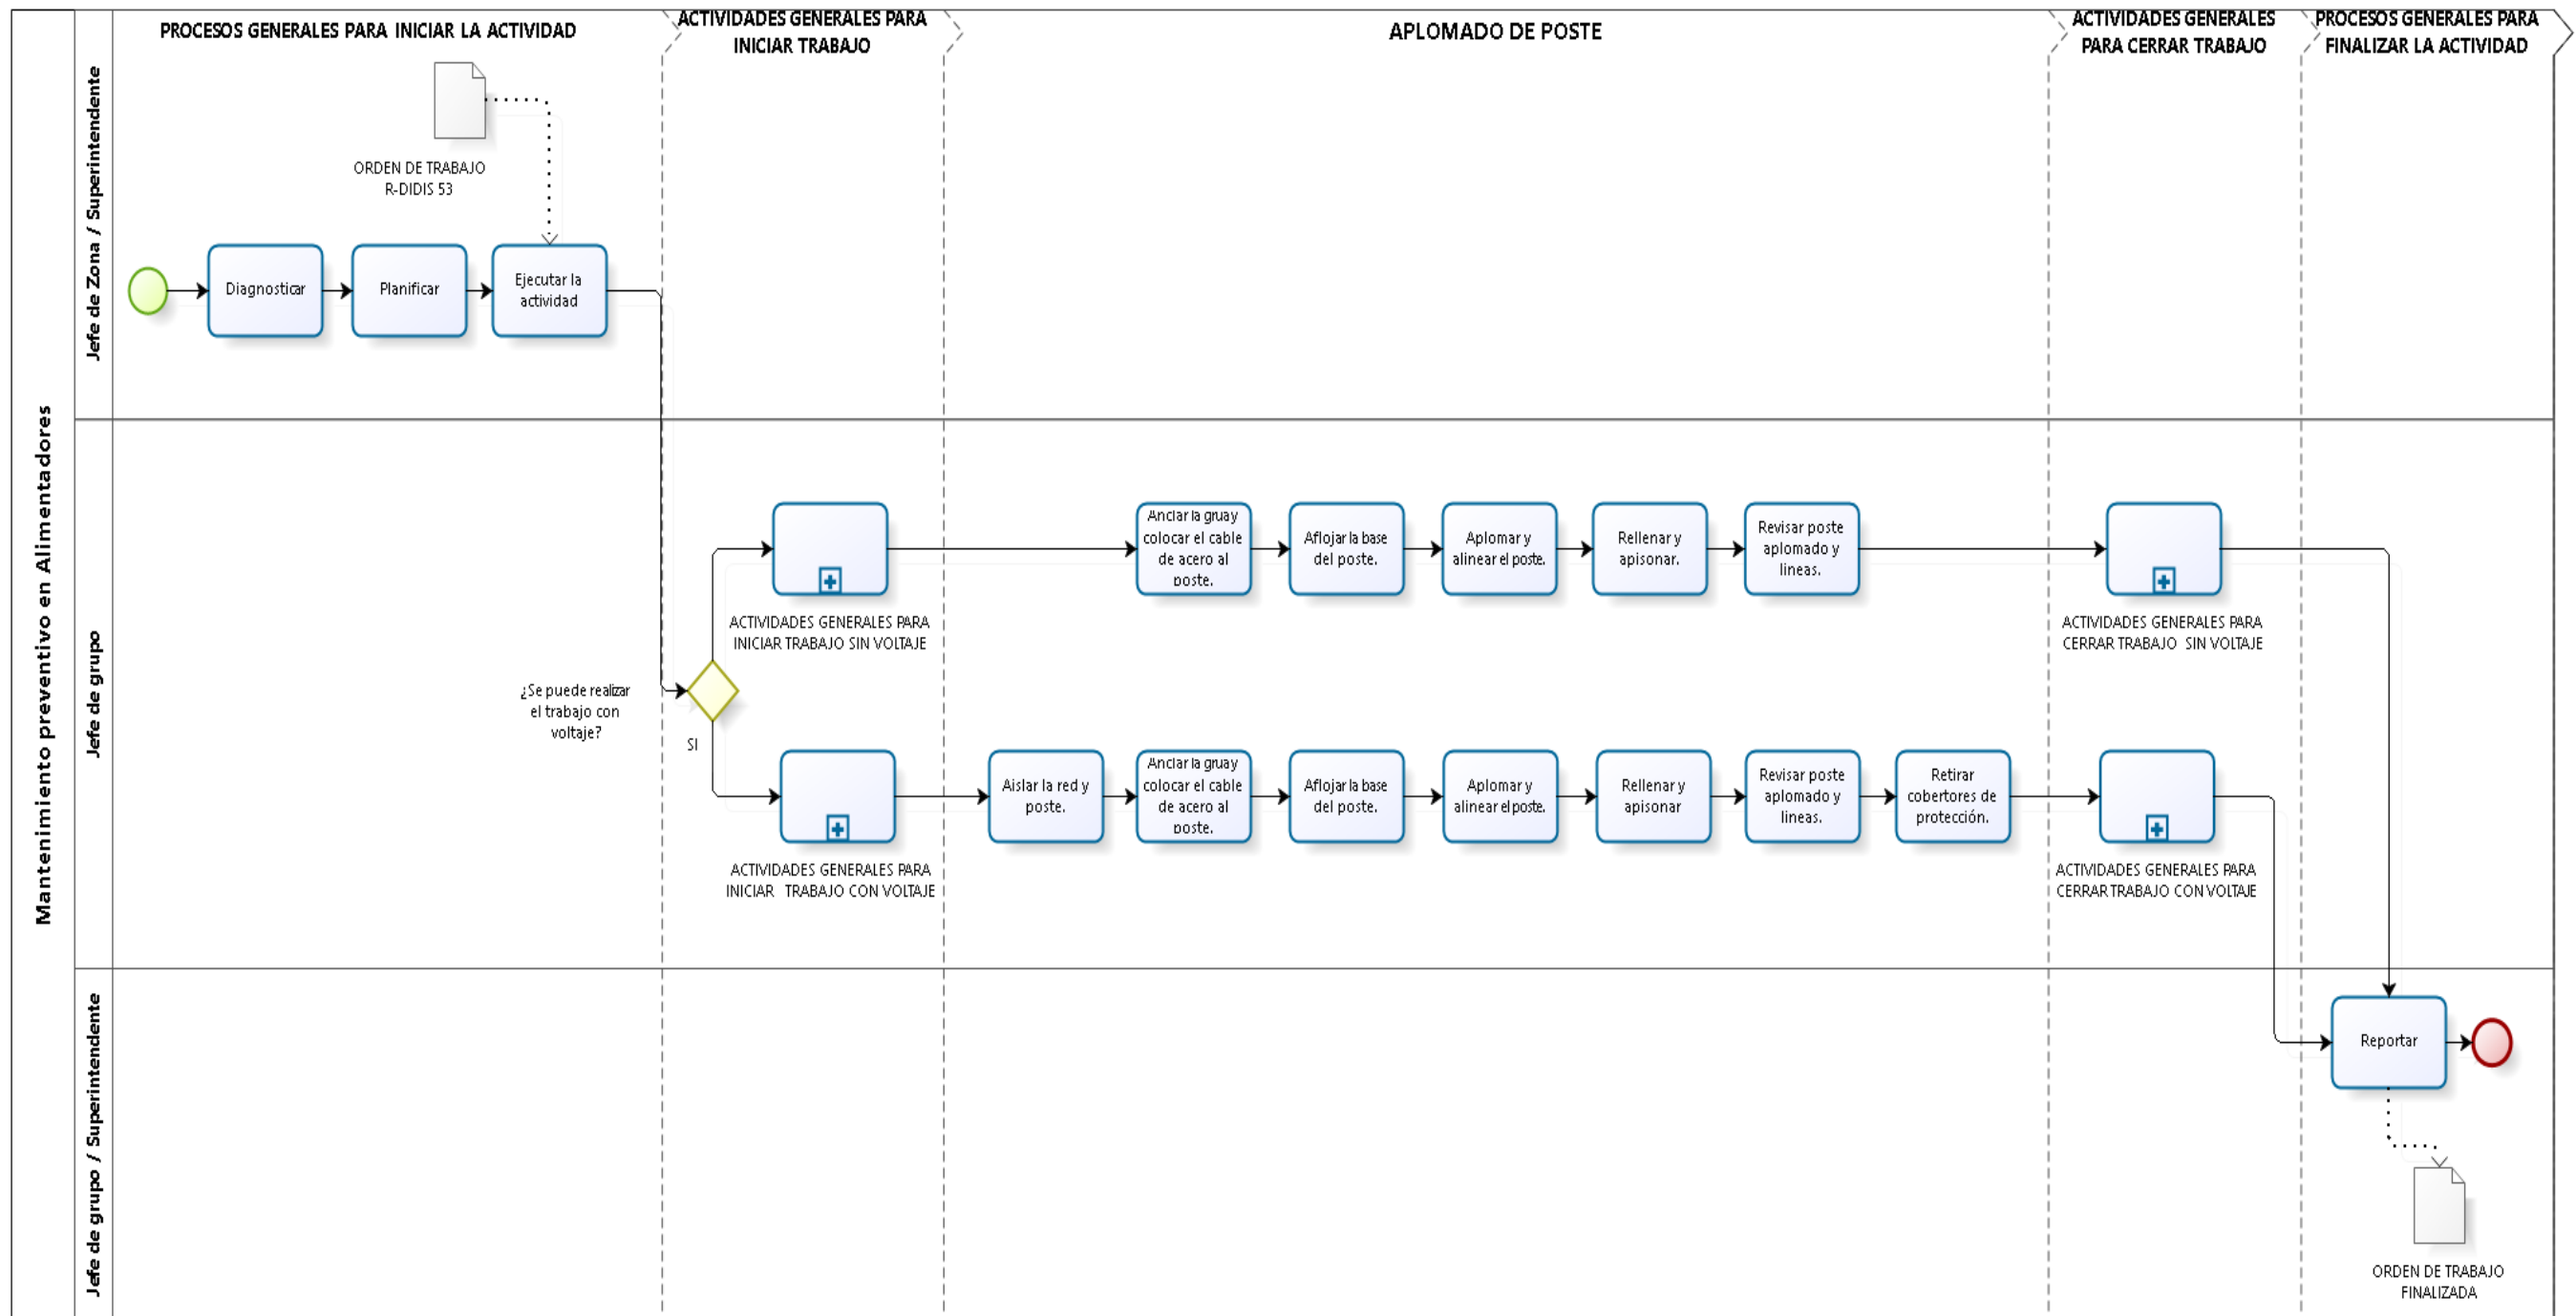 PROCESOS GENERALES PARA INICIAR LA ACTIVIDAD
ACTIVIDADES GENERALES PARA
INICIAR TRABAJO
APLOMADO DE POSTE
ACTIVIDADES GENERALES
PARA CERRAR TRABAJO
PROCESOS GENERALES PARA
FINALIZAR LA ACTIVIDAD
Mantenimiento preventivo en Alimentadores
Jefe de Zona / Superintendente
ORDEN DE TRABAJO
R-DIDIS 53
Diagnosticar
Planificar
Ejecutar la
actividad
Jefe de grupo
¿Se puede realizar
el trabajo con
voltaje?
SI
ACTIVIDADES GENERALES PARA
INICIAR TRABAJO SIN VOLTAJE
Anclar la grua y
colocar el cable
de acero al
poste.
Aflojar la base
del poste.
Aplomar y
alinear el poste.
Rellenar y
apisonar.
Revisar poste
aplomado y
lineas.
ACTIVIDADES GENERALES PARA
CERRAR TRABAJO SIN VOLTAJE
ACTIVIDADES GENERALES PARA
INICIAR TRABAJO CON VOLTAJE
Aislar la red y
poste.
Anclar la grua y
colocar el cable
de acero al
poste.
Aflojar la base
del poste.
Aplomar y
alinear el poste.
Rellenar y
apisonar
Revisar poste
aplomado y
lineas.
Retirar
cobertores de
protección.
ACTIVIDADES GENERALES PARA
CERRAR TRABAJO CON VOLTAJE
Jefe de grupo / Superintendente
Reportar
ORDEN DE TRABAJO
FINALIZADA